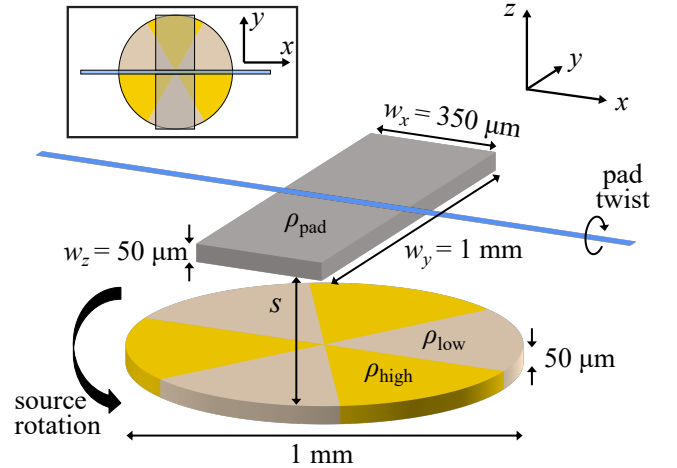 y
x
z
y
x
w_x = 350 μm
pad
twist
ρ_pad
w_z = 50 μm
w_y = 1 mm
s
ρ_low
ρ_high
50 μm
source
rotation
1 mm